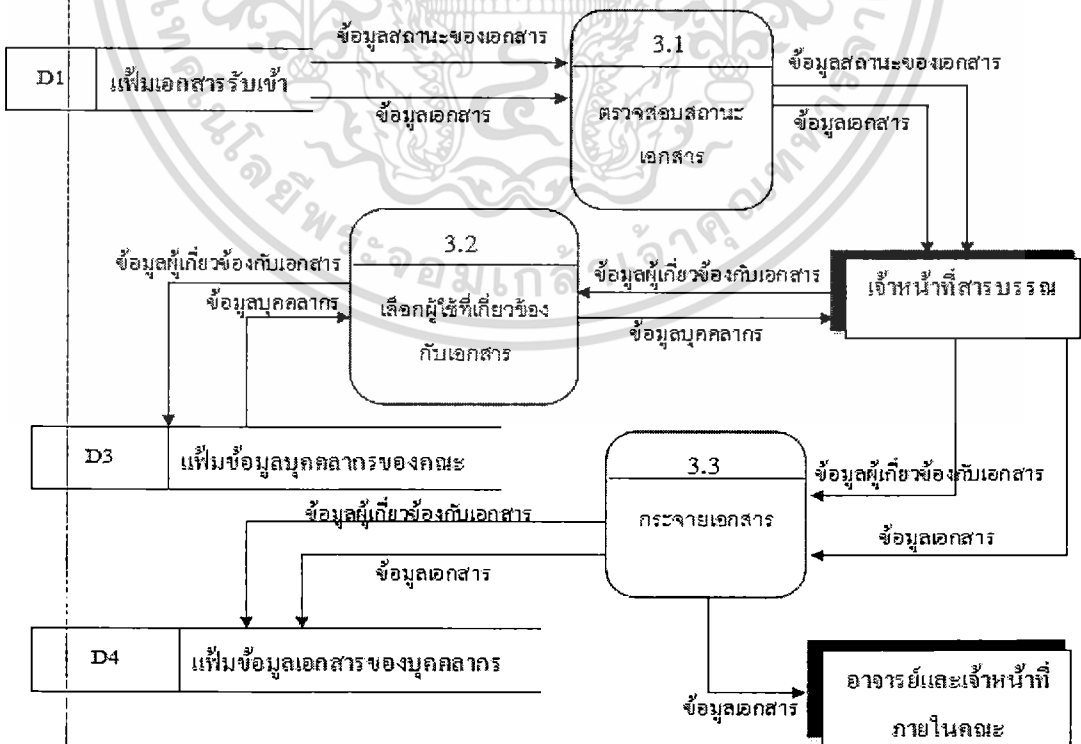 ข้อมูลสถานะของเอกสาร
3.1
ข้อมูลสถานะของเอกสาร
D1
แฟ้มเอกสารรับเข้า
ข้อมูลเอกสาร
ตรวจสอบสถานะ
เอกสาร
ข้อมูลเอกสาร
3.2
ข้อมูลผู้เกี่ยวข้องกับเอกสาร
ข้อมูลบุคคลากร
เลือกผู้ใช้ที่เกี่ยวข้อง
กับเอกสาร
ข้อมูลผู้เกี่ยวข้องกับเอกสาร
ข้อมูลบุคคลากร
เจ้าหน้าที่สารบรรณ
D3
แฟ้มข้อมูลบุคคลากรของคณะ
3.3
กระจายเอกสาร
ข้อมูลผู้เกี่ยวข้องกับเอกสาร
ข้อมูลเอกสาร
ข้อมูลผู้เกี่ยวข้องกับเอกสาร
ข้อมูลเอกสาร
D4
แฟ้มข้อมูลเอกสารของบุคคลากร
ข้อมูลเอกสาร
อาจารย์และเจ้าหน้าที่
ภายในคณะ